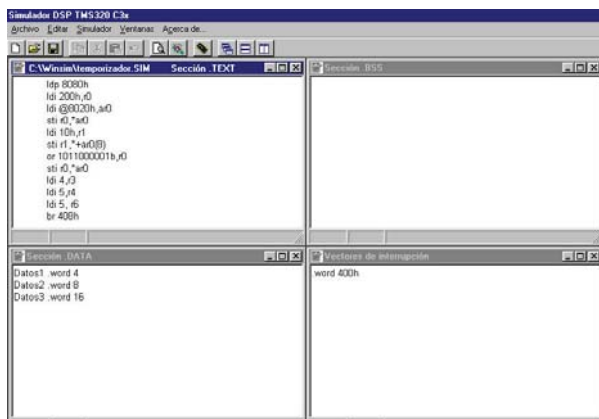 Simulador DSP TMS320 C3x
Archivo Editar Simulador Ventanas Acerca de...
C:\Winsim\temporizador.SIM Sección .TEXT
ldp 8080h
ldi 200h,r0
ldi @8020h,ar0
sti r0,*ar0
ldi 10h,r1
sti r1,*+ar0(8)
or 1011000001b,r0
sti r0,*ar0
ldi 4,r3
ldi 5,r4
ldi 5, r6
br 408h
Sección .BSS
Sección .DATA
Datos1 .word 4
Datos2 .word 8
Datos3 .word 16
Vectores de interrupción
.word 400h